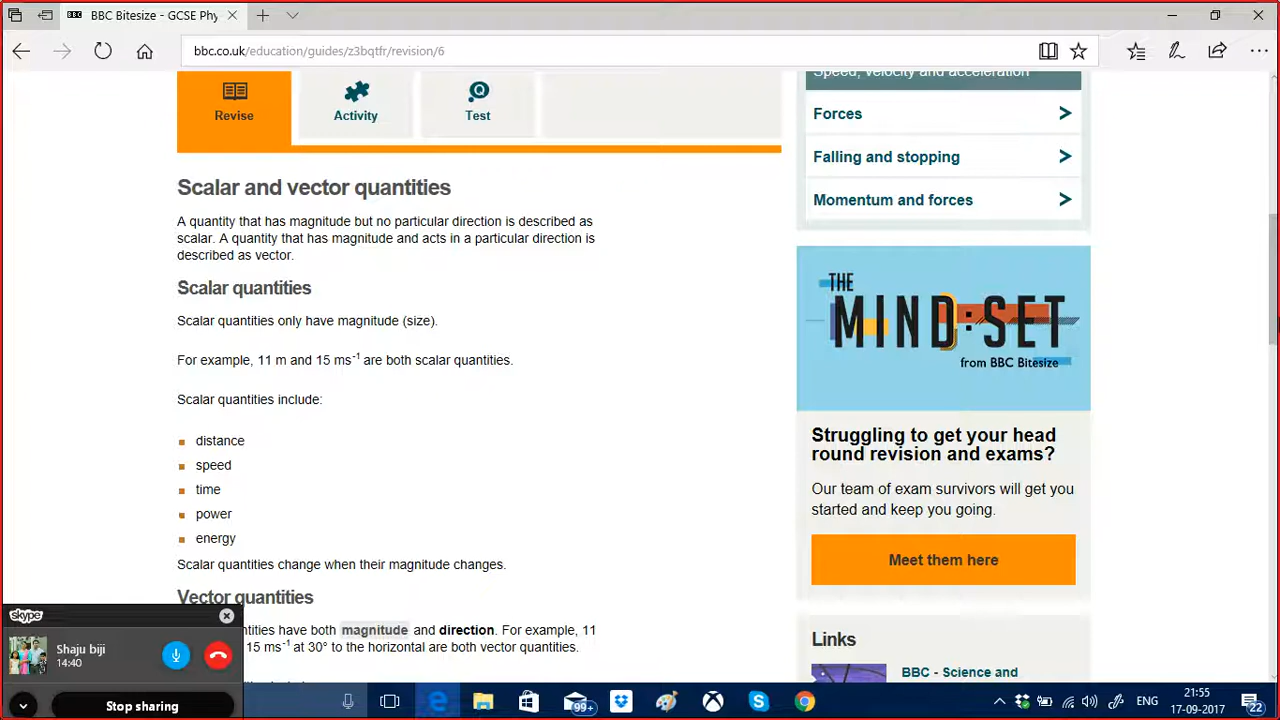 BBC Bitesize - GCSE Phy
bbc.co.uk/education/guides/z3bqtfr/revision/6
Revise
Activity
Test
Speed, velocity and acceleration
Forces
Falling and stopping
Momentum and forces
Scalar and vector quantities
A quantity that has magnitude but no particular direction is described as
scalar. A quantity that has magnitude and acts in a particular direction is
described as vector.
Scalar quantities
Scalar quantities only have magnitude (size).
For example, 11 m and 15 ms⁻¹ are both scalar quantities.
Scalar quantities include:
distance
speed
time
power
energy
Scalar quantities change when their magnitude changes.
Vector quantities
ntities have both magnitude and direction. For example, 11
15 ms⁻¹ at 30° to the horizontal are both vector quantities.
THE
MIND:SET
from BBC Bitesize
Struggling to get your head
round revision and exams?
Our team of exam survivors will get you
started and keep you going.
Meet them here
Links
BBC - Science and
skype
Shaju biji
14:40
Stop sharing
99+
ENG
21:55
17-09-2017
22